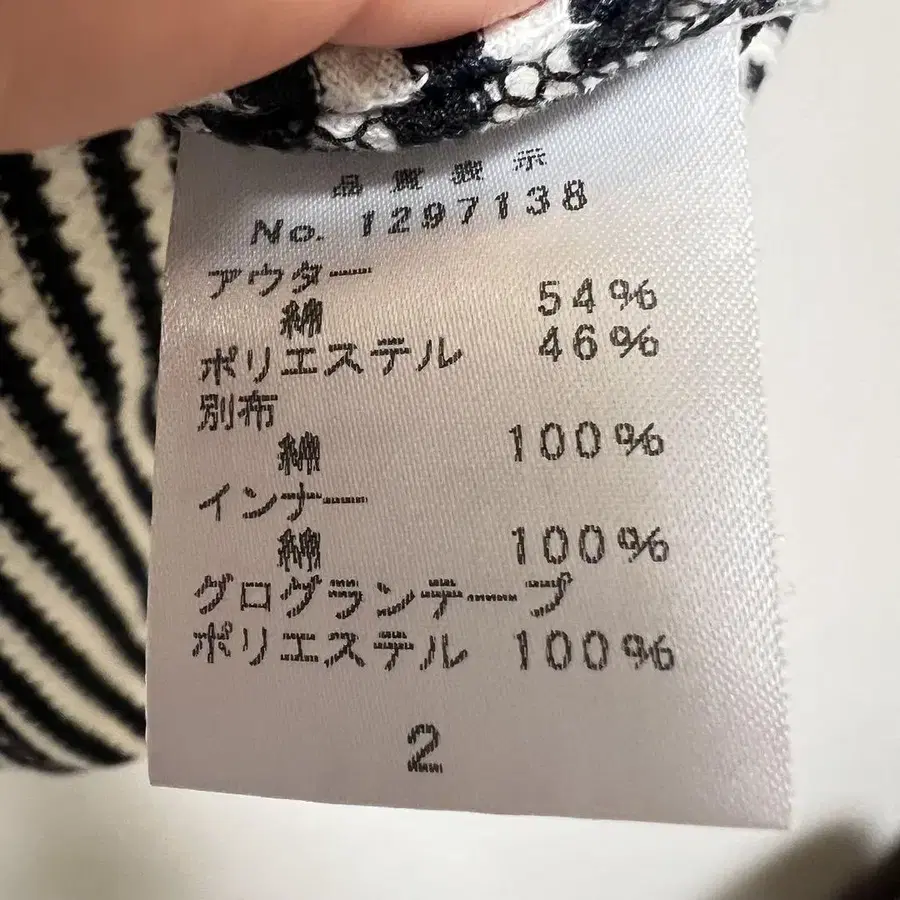 品質表示
No. 1297138
アウター
綿 54%
ポリエステル 46%
別布
綿 100%
インナー
綿 100%
グログランテープ
ポリエステル 100%
2